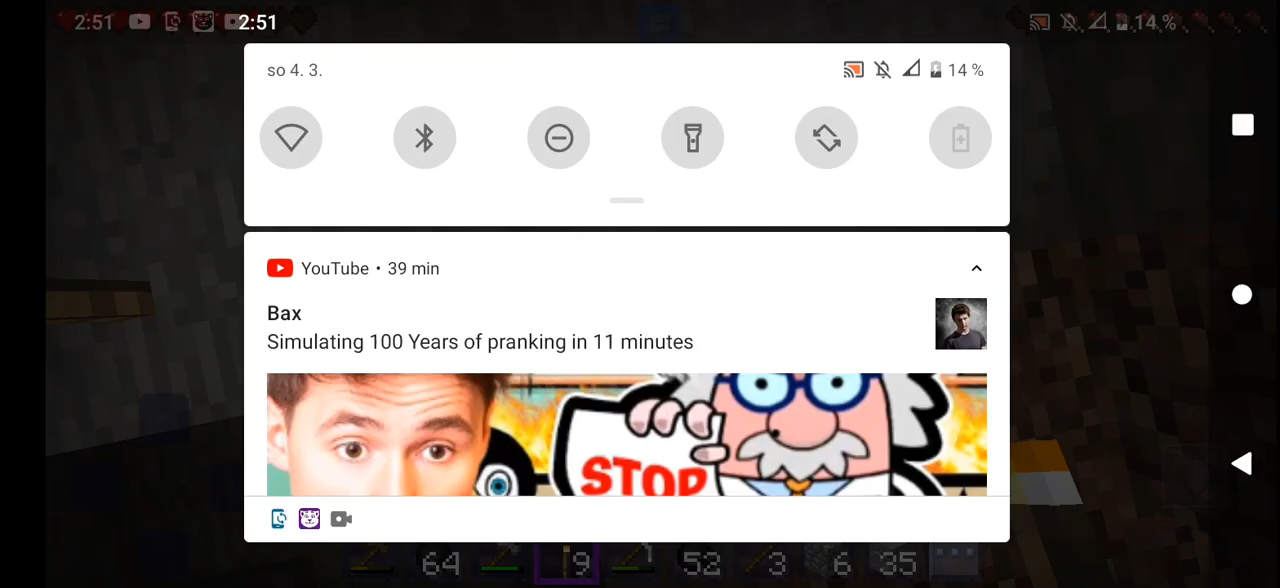 2:51 2:51 14 %
so 4. 3. 14 %
YouTube • 39 min
Bax
Simulating 100 Years of pranking in 11 minutes
STOP
64 9 52 3 6 35